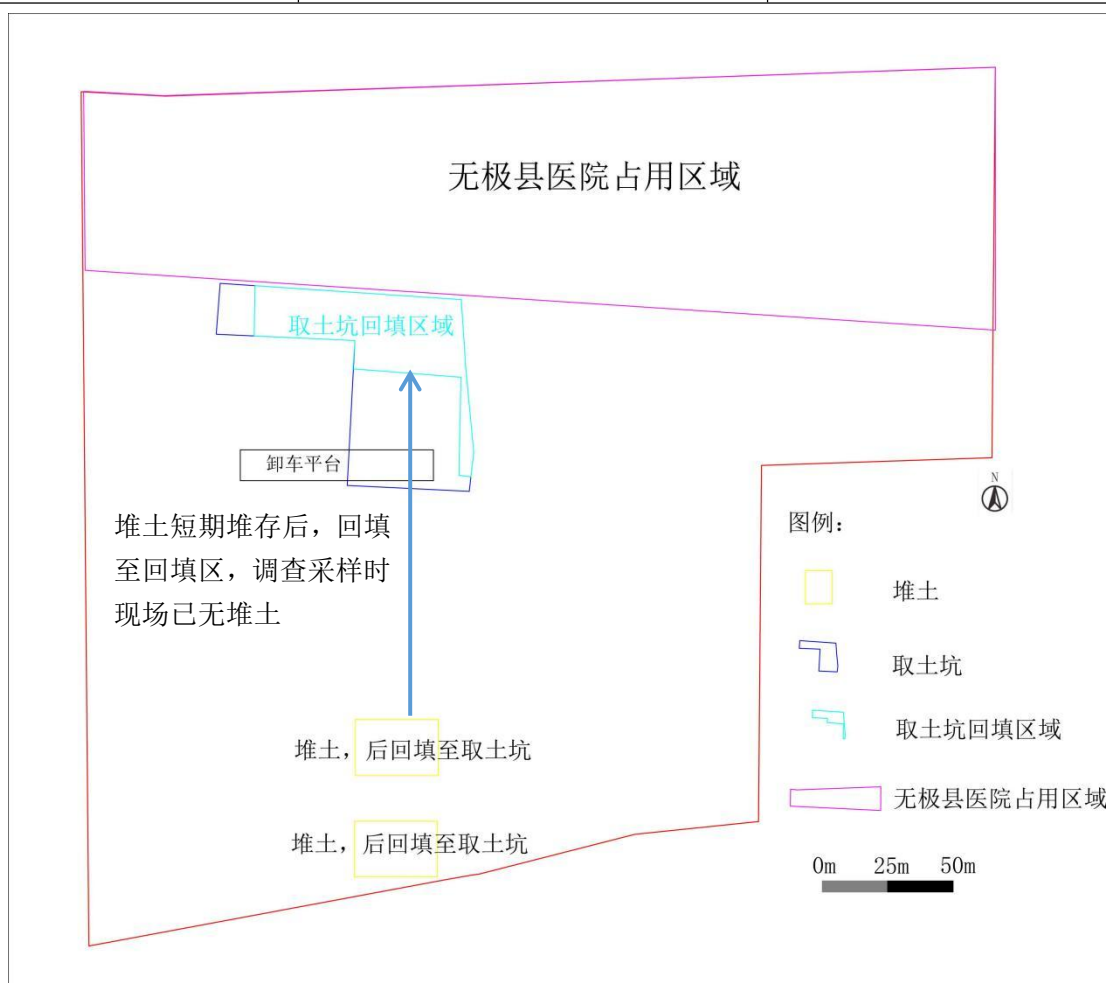 无极县医院占用区域
取土坑回填区域
卸车平台
堆土短期堆存后，回填
至回填区，调查采样时
现场已无堆土
堆土，后回填至取土坑
堆土，后回填至取土坑
N
图例：
堆土
取土坑
取土坑回填区域
无极县医院占用区域
0m 25m 50m